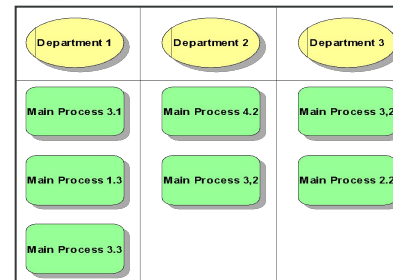 Department 1 Department 2 Department 3
Main Process 3.1 Main Process 4.2 Main Process 3,2
Main Process 1.3 Main Process 3,2 Main Process 2.2
Main Process 3.3